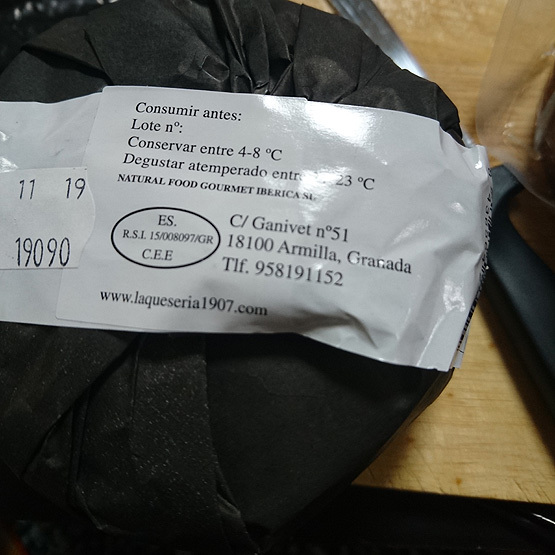 Consumir antes:
Lote nº:
Conservar entre 4-8 ºC
Degustar atemperado entre 23 ºC
NATURAL FOOD GOURMET IBERICA SL.
11 19
19090
ES.
R.S.I. 15/008097/GR
C.E.E
C/ Ganivet nº51
18100 Armilla, Granada
Tlf. 958191152
www.laqueseria1907.com